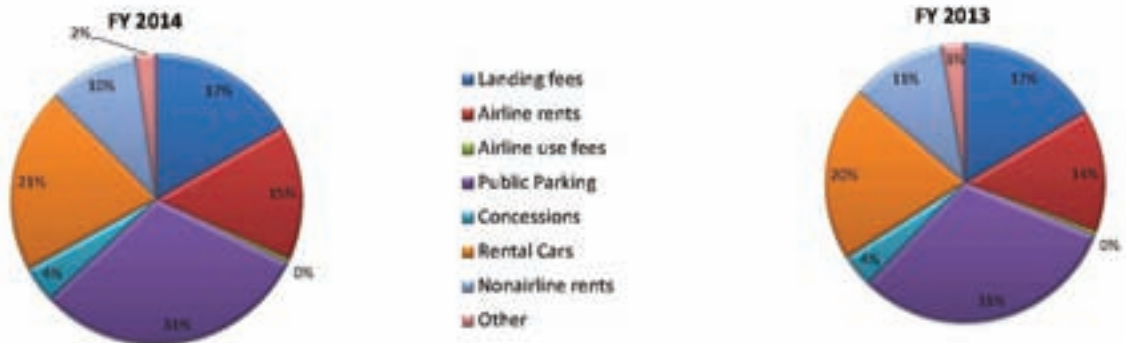 FY 2014
2%
17%
15%
0%
31%
4%
21%
10%
Landing fees
Airline rents
Airline use fees
Public Parking
Concessions
Rental Cars
Nonairline rents
Other
FY 2013
3%
17%
14%
0%
4%
20%
11%